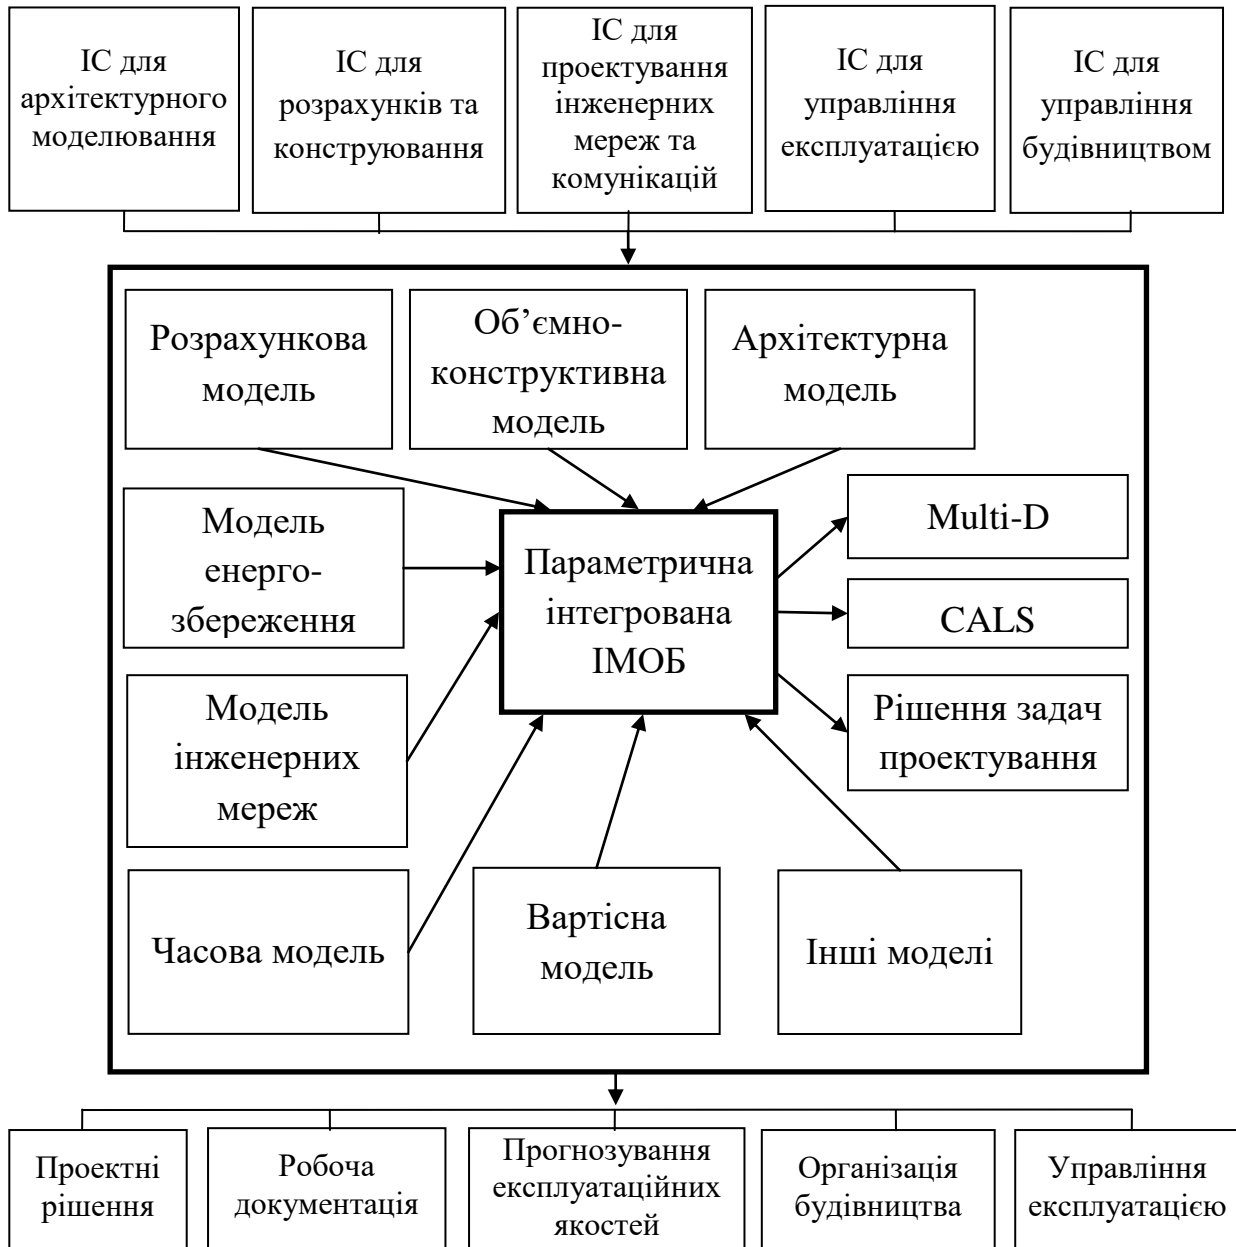 ІС для
архітектурного
моделювання
ІС для
розрахунків та
конструювання
ІС для
проектування
інженерних
мереж та
комунікацій
ІС для
управління
експлуатацією
ІС для
управління
будівництвом
Розрахункова
модель
Об’ємно-
конструктивна
модель
Архітектурна
модель
Модель
енерго-
збереження
Параметрична
інтегрована
ІМОБ
Multi-D
CALS
Модель
інженерних
мереж
Рішення задач
проектування
Часова модель
Вартісна
модель
Інші моделі
Проектні
рішення
Робоча
документація
Прогнозування
експлуатаційних
якостей
Організація
будівництва
Управління
експлуатацією